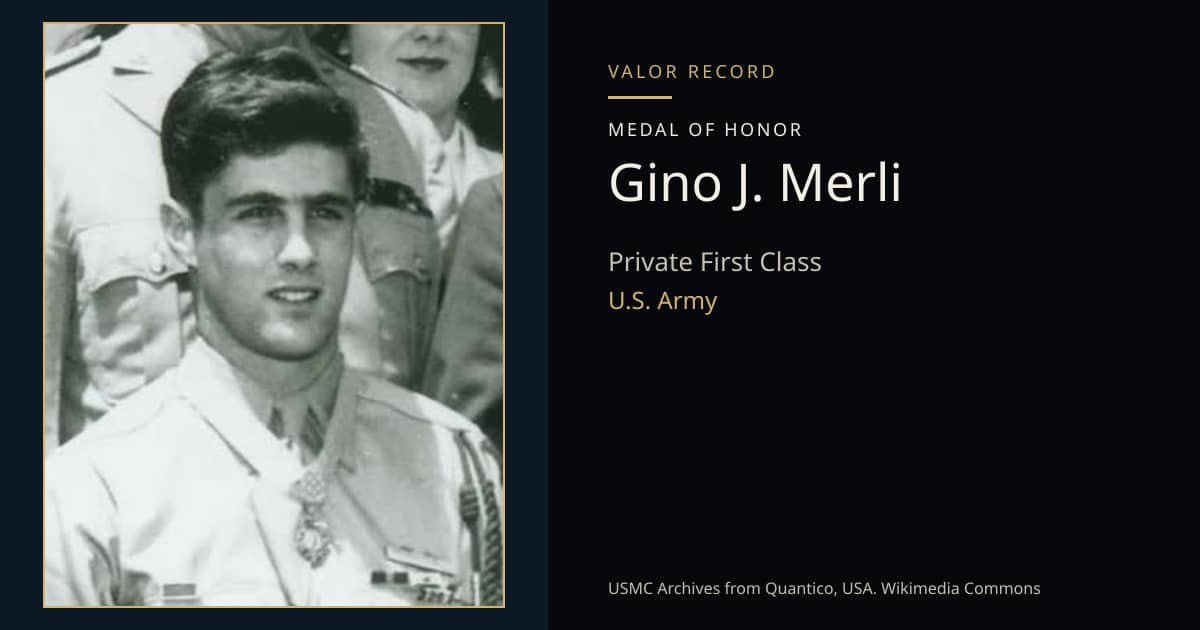 VALOR RECORD
MEDAL OF HONOR
Gino J. Merli
Private First Class
U.S. Army
USMC Archives from Quantico, USA. Wikimedia Commons